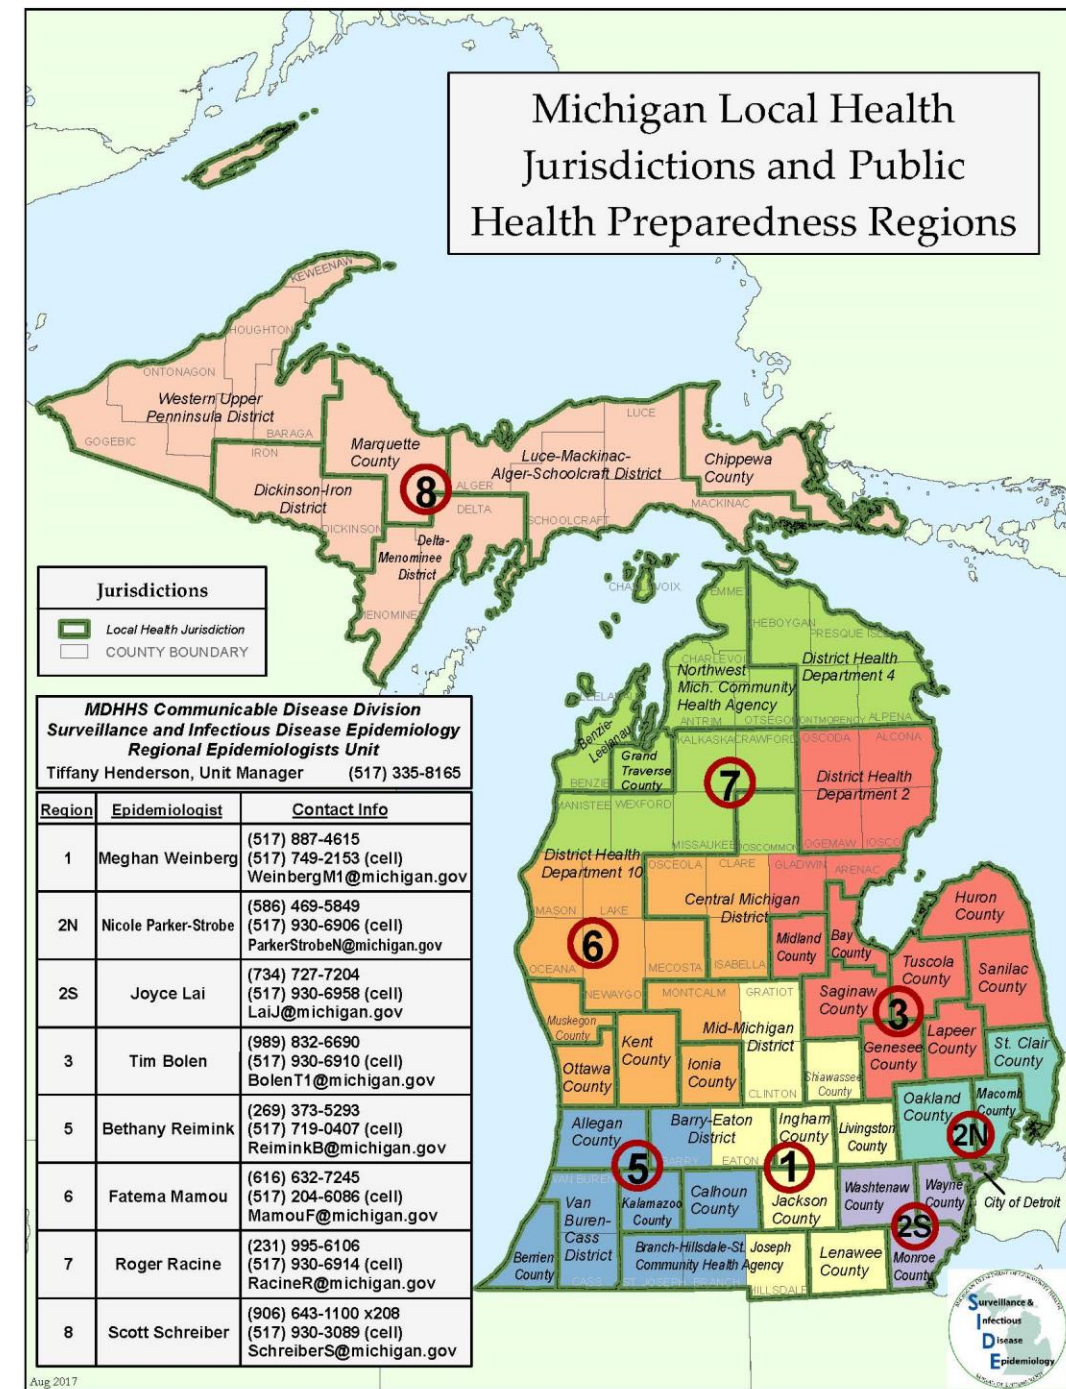 Michigan Local Health
Jurisdictions and Public
Health Preparedness Regions
KEWEENAW
HOUGHTON
ONTONAGON
Western Upper
Penninsula District
GOGEBIC
BARAGA
IRON
Marquette
County
LUCE
Luce-Mackinac-
Alger-Schoolcraft District
Chippewa
County
8
ALGER
Dickinson-Iron
District
DELTA
MACKINAC
SCHOOLCRAFT
DICKINSON
Delta-
Menominee
District
MENOMINEE
Jurisdictions
Local Health Jurisdiction
COUNTY BOUNDARY
CHARLEVOIX
EMMET
CHEBOYGAN
PRESQUE ISLE
CHARLEVOIX
District Health
Department 4
Northwest
Mich. Community
Health Agency
LEELANAU
ANTRIM
OTSEGO
MONTMORENCY
ALPENA
Benzie-
Leelanau
KALKASKA
CRAWFORD
OSCODA
ALCONA
Grand
Traverse
County
7
District Health
Department 2
BENZIE
MANISTEE
WEXFORD
MISSAUKEE
ROSCOMMON
OGEMAW
IOSCO
District Health
Department 10
OSCEOLA
CLARE
GLADWIN
ARENAC
Central Michigan
District
Huron
County
MASON
LAKE
6
Midland
County
Bay
County
Tuscola
County
Sanilac
County
OCEANA
MECOSTA
ISABELLA
NEWAYGO
MONTCALM
GRATIOT
Saginaw
County
3
Muskegon
County
Mid-Michigan
District
Genesee
County
Lapeer
County
St. Clair
County
Kent
County
Ottawa
County
Ionia
County
CLINTON
Shiawassee
County
Oakland
County
Macomb
County
Allegan
County
Barry-Eaton
District
Ingham
County
Livingston
County
2N
5
BARRY
EATON
1
VAN BUREN
Van
Buren-
Cass
District
Kalamazoo
County
Calhoun
County
Jackson
County
Washtenaw
County
Wayne
County
City of Detroit
2S
Berrien
County
Branch-Hillsdale-St. Joseph
Community Health Agency
Lenawee
County
Monroe
County
CASS
ST JOSEPH
BRANCH
HILLSDALE
MDHHS Communicable Disease Division
Surveillance and Infectious Disease Epidemiology
Regional Epidemiologists Unit
Tiffany Henderson, Unit Manager (517) 335-8165
Region Epidemiologist Contact Info
1 Meghan Weinberg (517) 887-4615
(517) 749-2153 (cell)
WeinbergM1@michigan.gov
2N Nicole Parker-Strobe (586) 469-5849
(517) 930-6906 (cell)
ParkerStrobeN@michigan.gov
2S Joyce Lai (734) 727-7204
(517) 930-6958 (cell)
LaiJ@michigan.gov
3 Tim Bolen (989) 832-6690
(517) 930-6910 (cell)
BolenT1@michigan.gov
5 Bethany Reimink (269) 373-5293
(517) 719-0407 (cell)
ReiminkB@michigan.gov
6 Fatema Mamou (616) 632-7245
(517) 204-6086 (cell)
MamouF@michigan.gov
7 Roger Racine (231) 995-6106
(517) 930-6914 (cell)
RacineR@michigan.gov
8 Scott Schreiber (906) 643-1100 x208
(517) 930-3089 (cell)
SchreiberS@michigan.gov
Surveillance &
Infectious
Disease
Epidemiology
Aug 2017